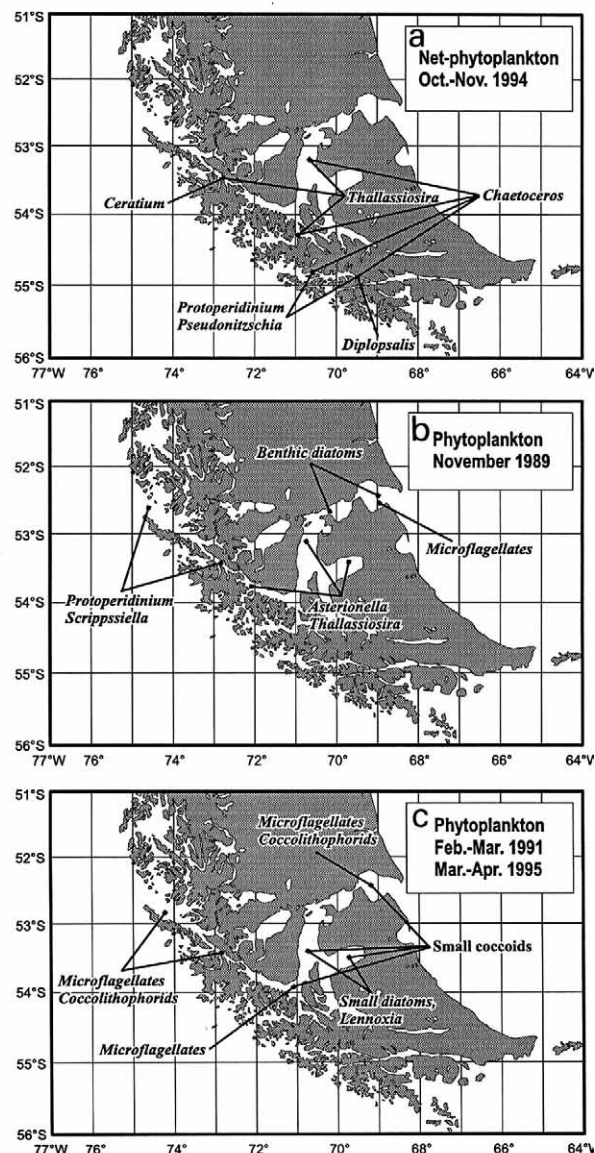 51°S
52°S
53°S
54°S
55°S
56°S
77°W
76°
74°
72°
70°
68°
66°
64°W
a
Net-phytoplankton
Oct.-Nov. 1994
Ceratium
Thallassiosira
Chaetoceros
Protoperidinium
Pseudonitzschia
Diplopsalis
51°S
52°S
53°S
54°S
55°S
56°S
77°W
76°
74°
72°
70°
68°
66°
64°W
b
Phytoplankton
November 1989
Benthic diatoms
Microflagellates
Protoperidinium
Scrippssiella
Asterionella
Thallassiosira
51°S
52°S
53°S
54°S
55°S
56°S
77°W
76°
74°
72°
70°
68°
66°
64°W
c
Phytoplankton
Feb.-Mar. 1991
Mar.-Apr. 1995
Microflagellates
Coccolithophorids
Small coccoids
Microflagellates
Coccolithophorids
Small diatoms,
Lennoxia
Microflagellates